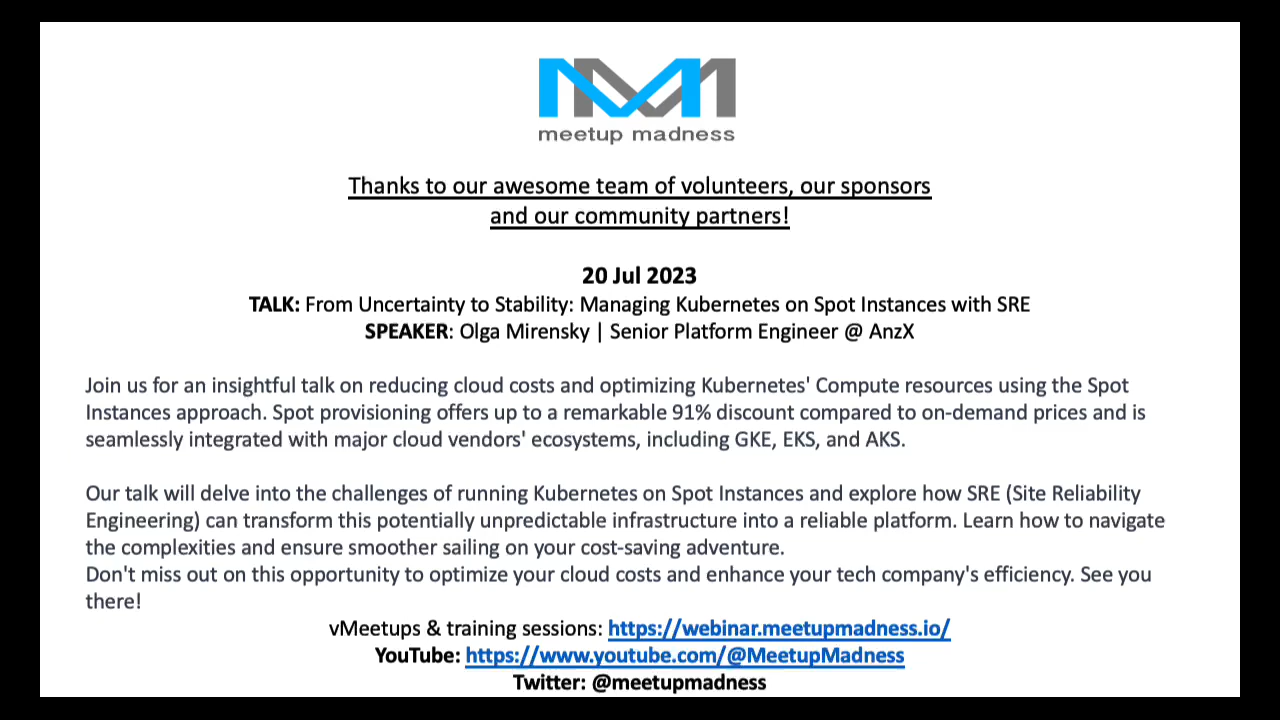 meetup madness
Thanks to our awesome team of volunteers, our sponsors
and our community partners!
20 Jul 2023
TALK: From Uncertainty to Stability: Managing Kubernetes on Spot Instances with SRE
SPEAKER: Olga Mirensky | Senior Platform Engineer @ AnzX
Join us for an insightful talk on reducing cloud costs and optimizing Kubernetes' Compute resources using the Spot
Instances approach. Spot provisioning offers up to a remarkable 91% discount compared to on-demand prices and is
seamlessly integrated with major cloud vendors' ecosystems, including GKE, EKS, and AKS.
Our talk will delve into the challenges of running Kubernetes on Spot Instances and explore how SRE (Site Reliability
Engineering) can transform this potentially unpredictable infrastructure into a reliable platform. Learn how to navigate
the complexities and ensure smoother sailing on your cost-saving adventure.
Don't miss out on this opportunity to optimize your cloud costs and enhance your tech company's efficiency. See you
there!
vMeetups & training sessions: https://webinar.meetupmadness.io/
YouTube: https://www.youtube.com/@MeetupMadness
Twitter: @meetupmadness